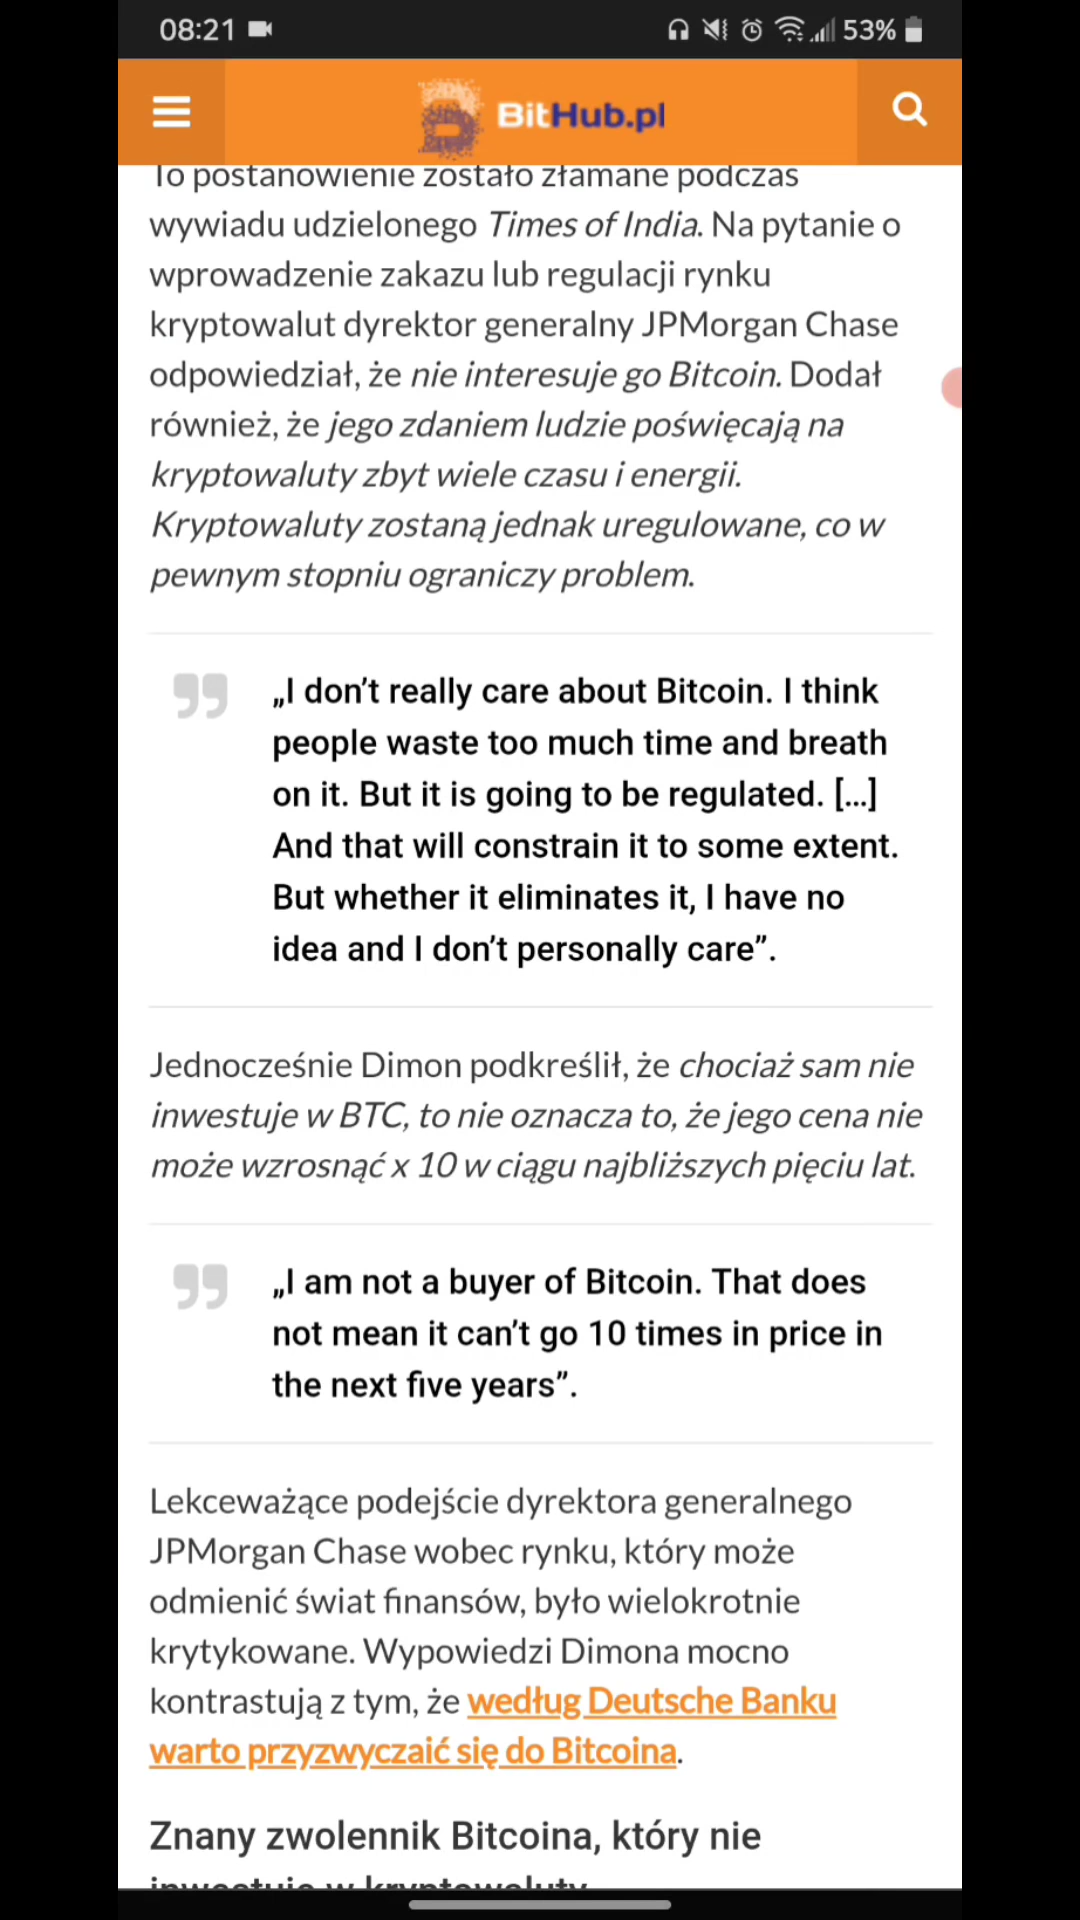 08:21
53%
BitHub.pl
To postanowienie zostało złamane podczas
wywiadu udzielonego Times of India. Na pytanie o
wprowadzenie zakazu lub regulacji rynku
kryptowalut dyrektor generalny JPMorgan Chase
odpowiedział, że nie interesuje go Bitcoin. Dodał
również, że jego zdaniem ludzie poświęcają na
kryptowaluty zbyt wiele czasu i energii.
Kryptowaluty zostaną jednak uregulowane, co w
pewnym stopniu ograniczy problem.
„I don’t really care about Bitcoin. I think
people waste too much time and breath
on it. But it is going to be regulated. […]
And that will constrain it to some extent.
But whether it eliminates it, I have no
idea and I don’t personally care”.
Jednocześnie Dimon podkreślił, że chociaż sam nie
inwestuje w BTC, to nie oznacza to, że jego cena nie
może wzrosnąć x 10 w ciągu najbliższych pięciu lat.
„I am not a buyer of Bitcoin. That does
not mean it can’t go 10 times in price in
the next five years”.
Lekceważące podejście dyrektora generalnego
JPMorgan Chase wobec rynku, który może
odmienić świat finansów, było wielokrotnie
krytykowane. Wypowiedzi Dimona mocno
kontrastują z tym, że według Deutsche Banku
warto przyzwyczaić się do Bitcoina.
Znany zwolennik Bitcoina, który nie
inwestuje w kryptowaluty